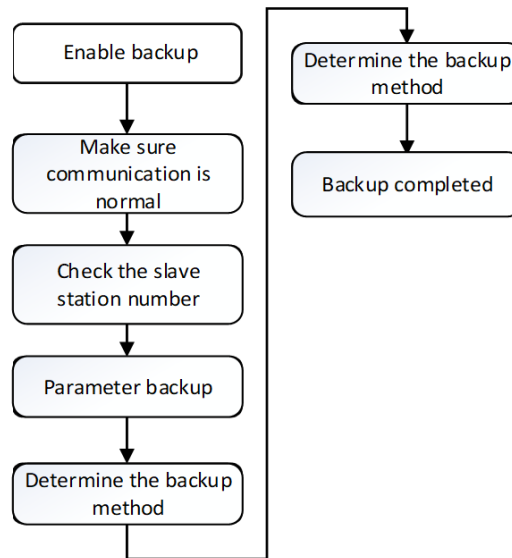 Enable backup
Make sure
communication is
normal
Check the slave
station number
Parameter backup
Determine the backup
method
Determine the backup
method
Backup completed